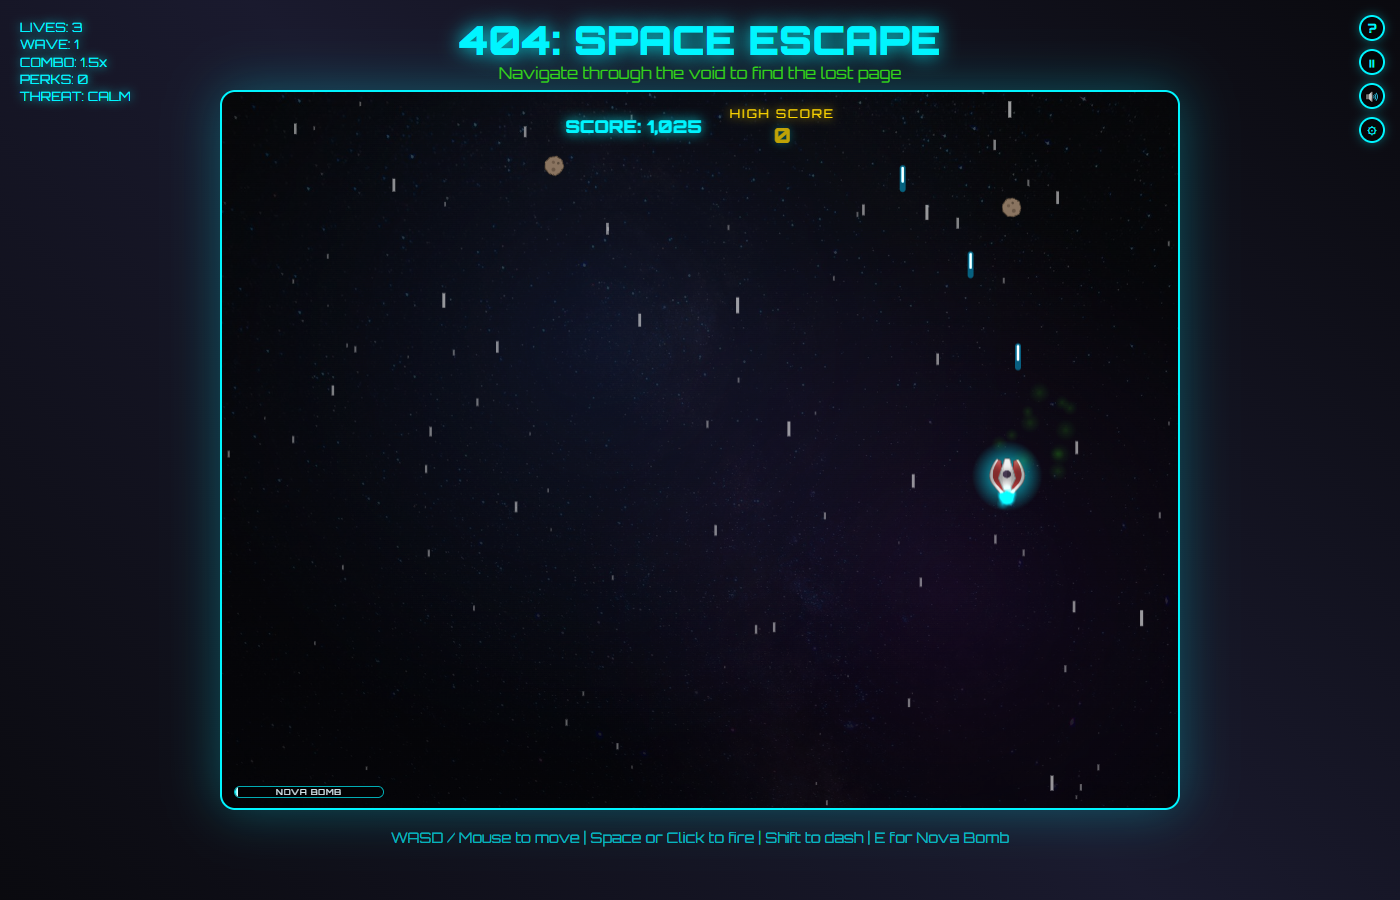 LIVES: 3
WAVE: 1
COMBO: 1.5x
PERKS: 0
THREAT: CALM
404: SPACE ESCAPE
Navigate through the void to find the lost page
?
SCORE: 1,025
HIGH SCORE
0
NOVA BOMB
WASD / Mouse to move | Space or Click to fire | Shift to dash | E for Nova Bomb